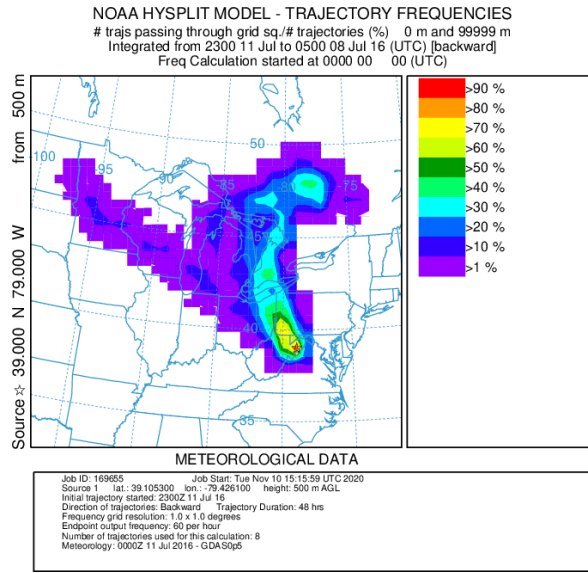 NOAA HYSPLIT MODEL - TRAJECTORY FREQUENCIES
# trajs passing through grid sq./# trajectories (%) 0 m and 99999 m
Integrated from 2300 11 Jul to 0500 08 Jul 16 (UTC) [backward]
Freq Calculation started at 0000 00 00 (UTC)
Source ☆ 39.000 N 79.000 W from 500 m
-100
-95
-90
-85
-80
-75
50
45
40
35
>90 %
>80 %
>70 %
>60 %
>50 %
>40 %
>30 %
>20 %
>10 %
>1 %
METEOROLOGICAL DATA
Job ID: 169655 Job Start: Tue Nov 10 15:15:59 UTC 2020
Source 1 lat.: 39.105300 lon.: -79.426100 height: 500 m AGL
Initial trajectory started: 2300Z 11 Jul 16
Direction of trajectories: Backward Trajectory Duration: 48 hrs
Frequency grid resolution: 1.0 x 1.0 degrees
Endpoint output frequency: 60 per hour
Number of trajectories used for this calculation: 8
Meteorology: 0000Z 11 Jul 2016 - GDAS0p5